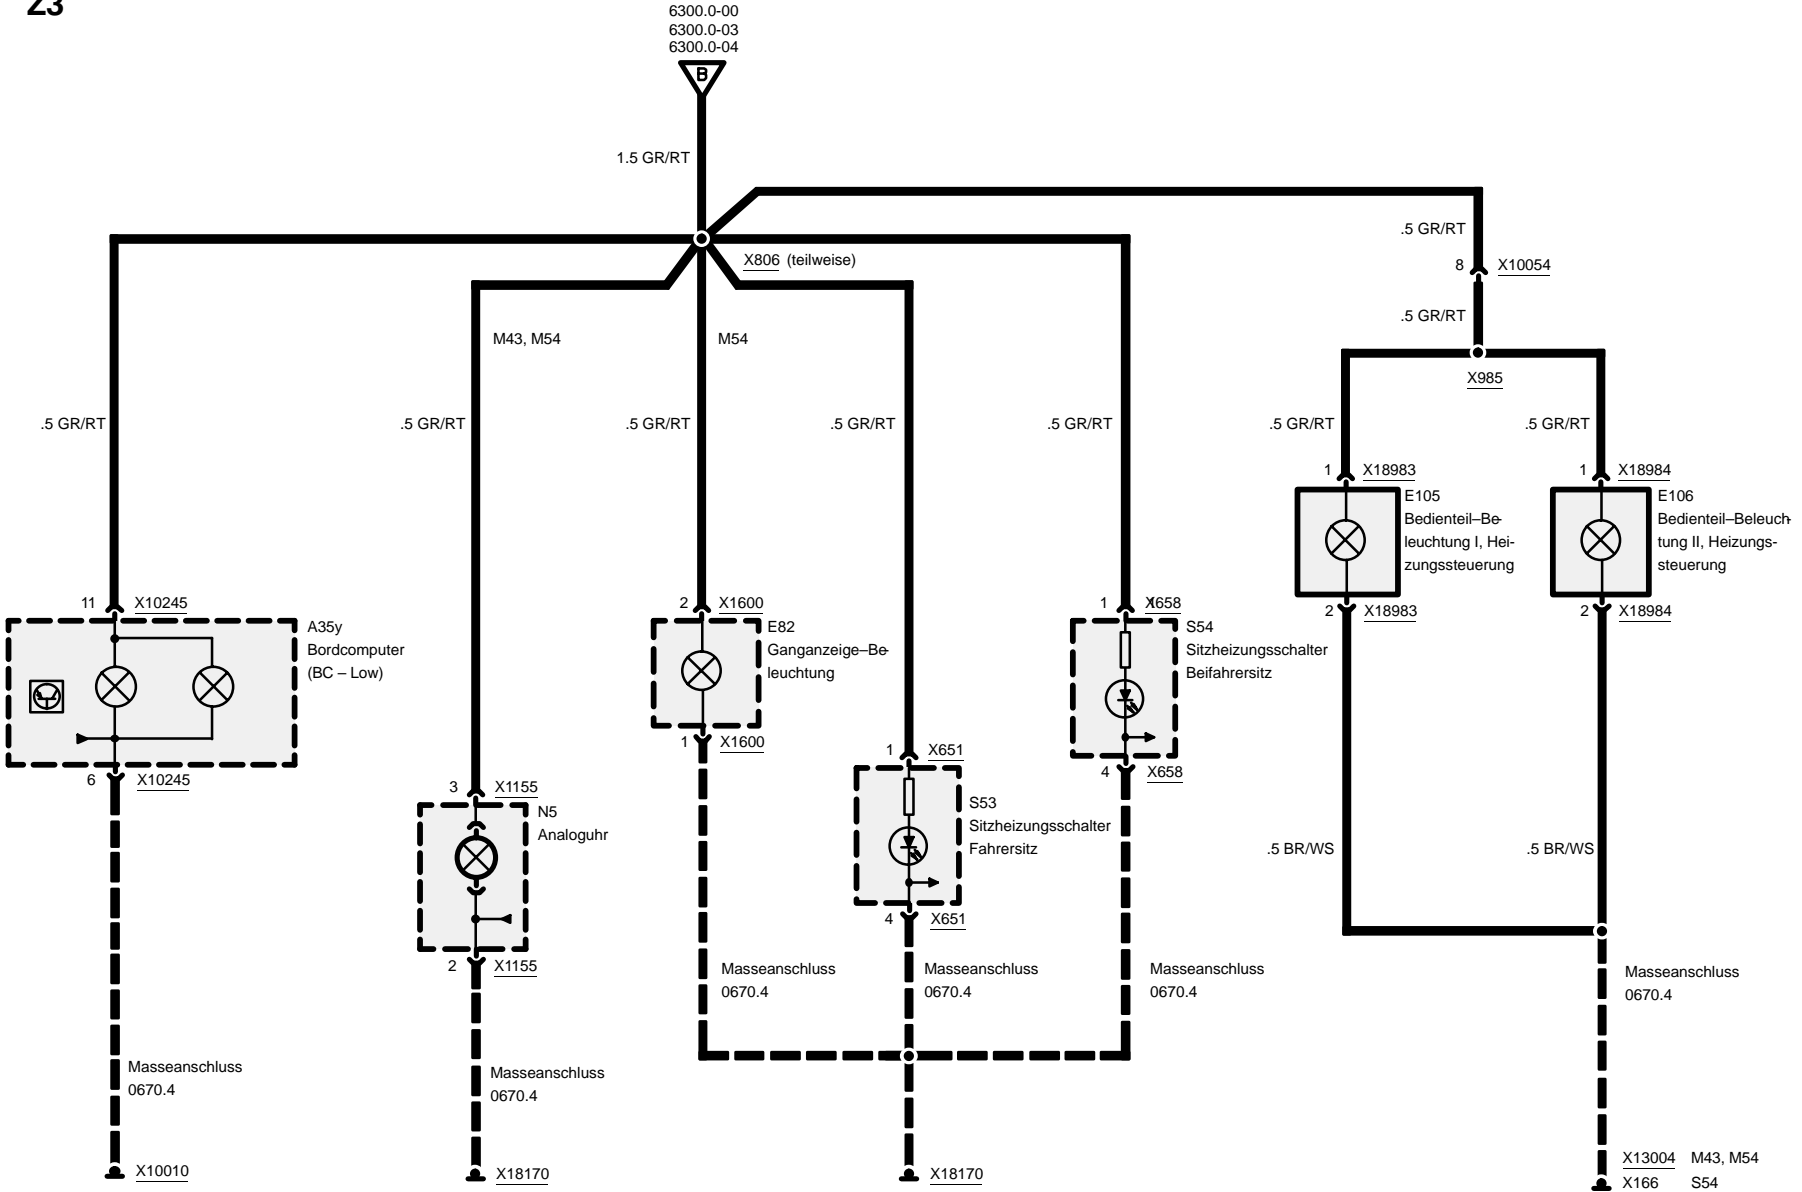 Z3
6300.0-00
6300.0-03
6300.0-04
B
1.5 GR/RT
.5 GR/RT
X806 (teilweise)
8 X10054
.5 GR/RT
M43, M54
M54
X985
.5 GR/RT
.5 GR/RT
.5 GR/RT
.5 GR/RT
.5 GR/RT
.5 GR/RT
.5 GR/RT
1 X18983
1 X18984
E105
Bedienteil–Be-
leuchtung I, Hei-
zungssteuerung
E106
Bedienteil–Beleuch-
tung II, Heizungs-
steuerung
2 X18983
2 X18984
11 X10245
2 X1600
1 X658
A35y
Bordcomputer
(BC – Low)
E82
Ganganzeige–Be-
leuchtung
S54
Sitzheizungsschalter
Beifahrersitz
1 X1600
1 X651
4 X658
6 X10245
3 X1155
N5
Analoguhr
S53
Sitzheizungsschalter
Fahrersitz
.5 BR/WS
.5 BR/WS
4 X651
2 X1155
Masseanschluss
0670.4
Masseanschluss
0670.4
Masseanschluss
0670.4
Masseanschluss
0670.4
Masseanschluss
0670.4
Masseanschluss
0670.4
X10010
X18170
X18170
X13004 M43, M54
X166 S54